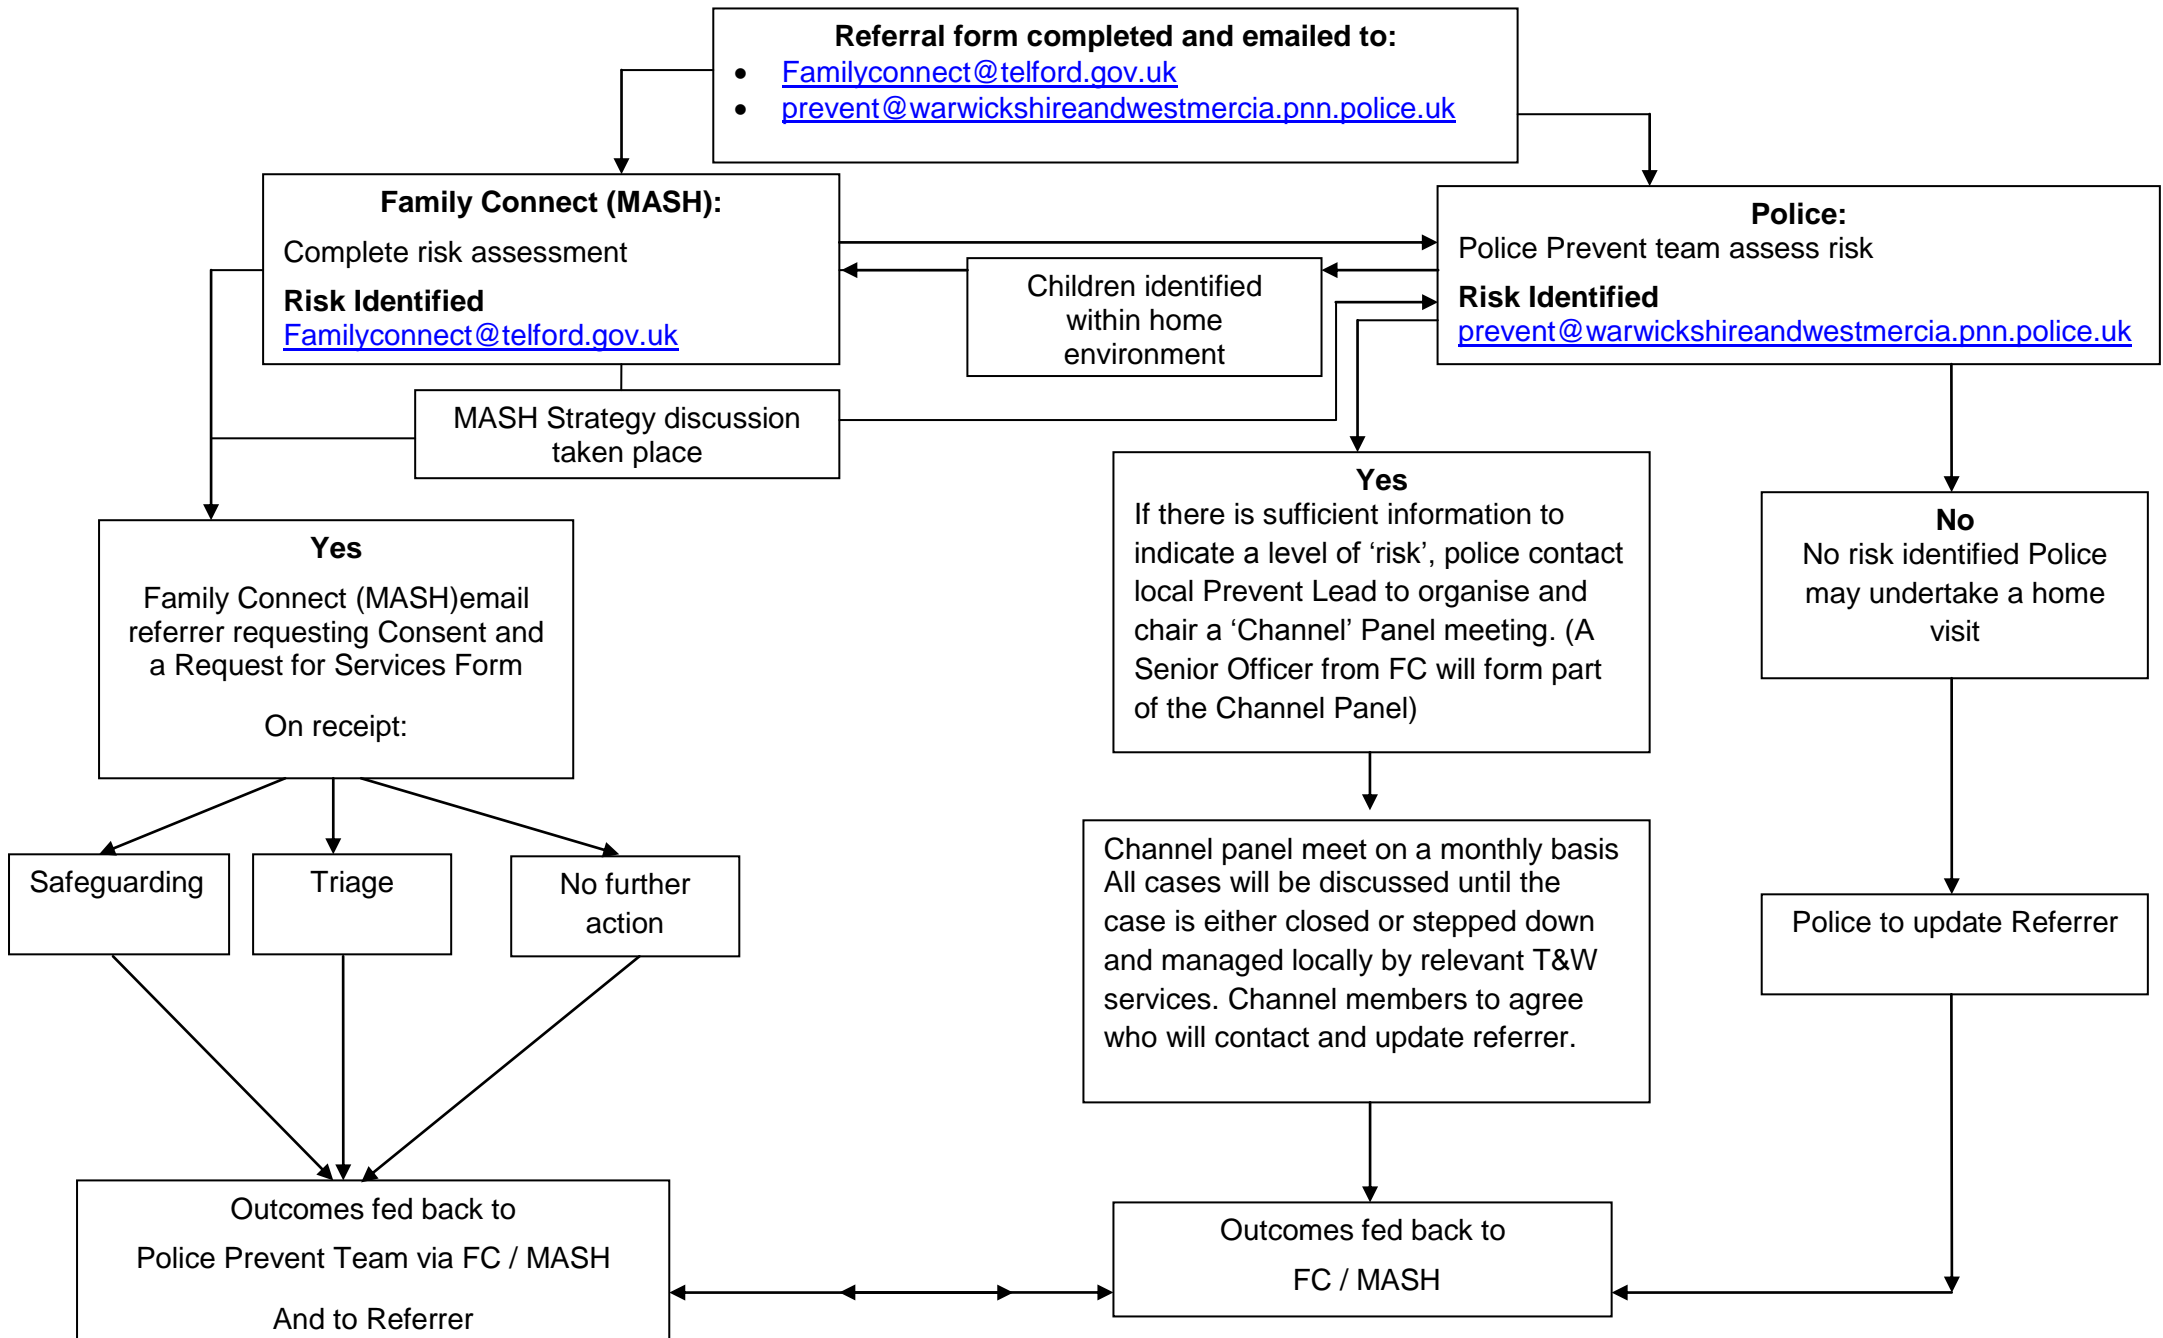 Referral form completed and emailed to:
• Familyconnect@telford.gov.uk
• prevent@warwickshireandwestmercia.pnn.police.uk
Family Connect (MASH):
Complete risk assessment
Risk Identified
Familyconnect@telford.gov.uk
Children identified
within home
environment
Police:
Police Prevent team assess risk
Risk Identified
prevent@warwickshireandwestmercia.pnn.police.uk
MASH Strategy discussion
taken place
Yes
Family Connect (MASH)email
referrer requesting Consent and
a Request for Services Form
On receipt:
Yes
If there is sufficient information to
indicate a level of ‘risk’, police contact
local Prevent Lead to organise and
chair a ‘Channel’ Panel meeting. (A
Senior Officer from FC will form part
of the Channel Panel)
No
No risk identified Police
may undertake a home
visit
Safeguarding
Triage
No further
action
Channel panel meet on a monthly basis
All cases will be discussed until the
case is either closed or stepped down
and managed locally by relevant T&W
services. Channel members to agree
who will contact and update referrer.
Police to update Referrer
Outcomes fed back to
Police Prevent Team via FC / MASH
And to Referrer
Outcomes fed back to
FC / MASH